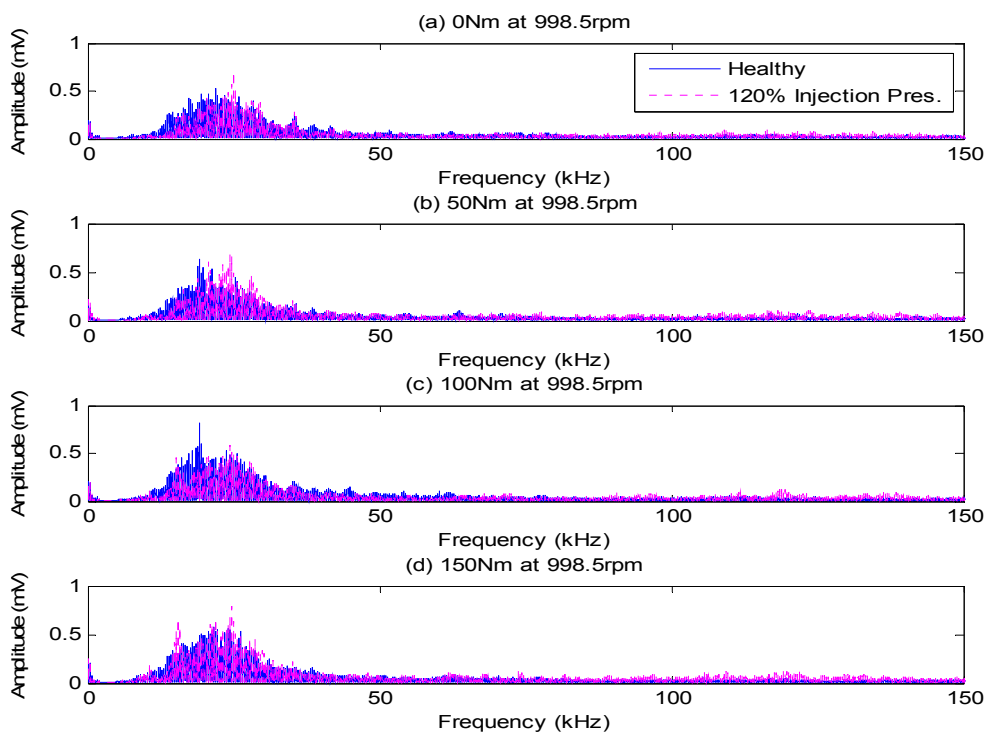 (a) 0Nm at 998.5rpm
Amplitude (mV)
1
0.5
0
Healthy
120% Injection Pres.
0 50 100 150
Frequency (kHz)
(b) 50Nm at 998.5rpm
Amplitude (mV)
1
0.5
0
0 50 100 150
Frequency (kHz)
(c) 100Nm at 998.5rpm
Amplitude (mV)
1
0.5
0
0 50 100 150
Frequency (kHz)
(d) 150Nm at 998.5rpm
Amplitude (mV)
1
0.5
0
0 50 100 150
Frequency (kHz)